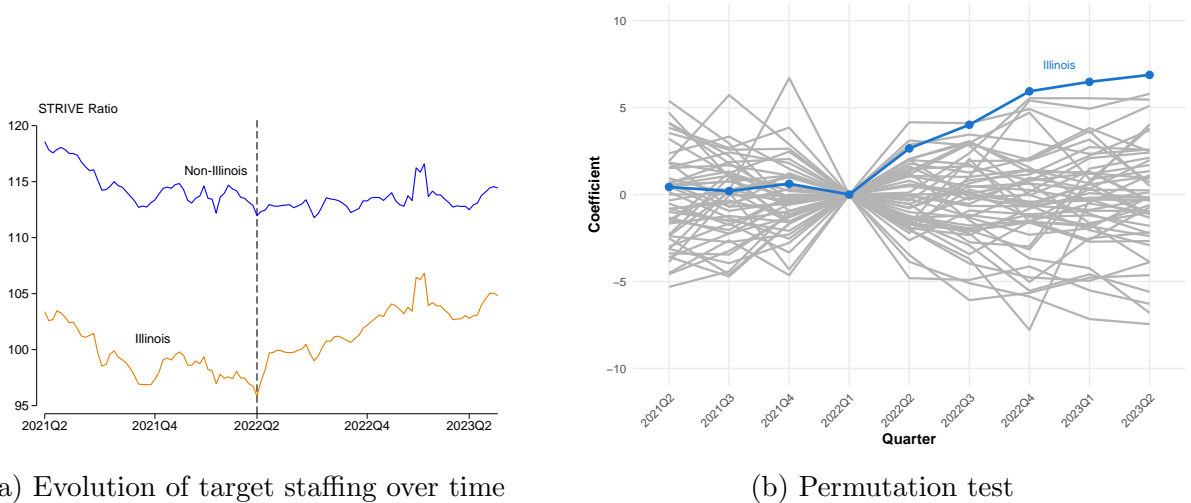 STRIVE Ratio
120
115
110
105
100
95
Non-Illinois
Illinois
2021Q2
2021Q4
2022Q2
2022Q4
2023Q2
a) Evolution of target staffing over time
10
5
0
−5
−10
Coefficient
Illinois
2021Q2
2021Q3
2021Q4
2022Q1
2022Q2
2022Q3
2022Q4
2023Q1
2023Q2
Quarter
(b) Permutation test